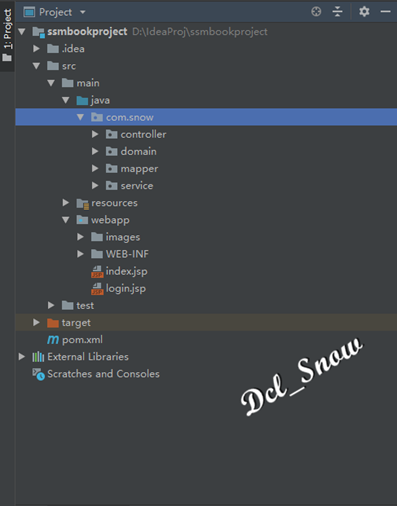 Project
1: Project
ssmbookproject D:\IdeaProj\ssmbookproject
.idea
src
main
java
com.snow
controller
domain
mapper
service
resources
webapp
images
WEB-INF
index.jsp
login.jsp
test
target
pom.xml
External Libraries
Scratches and Consoles
Dcl_Snow